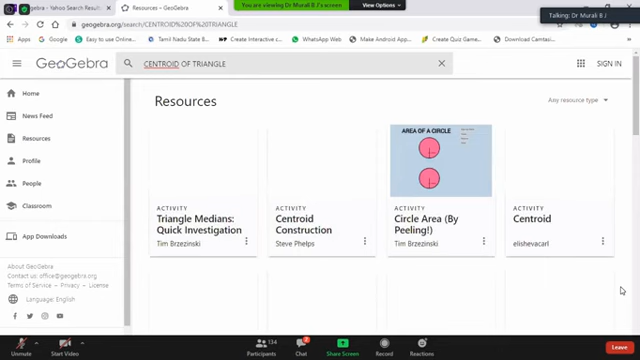 gebra - Yahoo Search Resul
Resources – GeoGebra
You are viewing Dr Murali B J's screen
View Options
Talking: Dr Murali B J
geogebra.org/search/CENTROID%20OF%20TRIANGLE
Apps
Google
Easy to use online...
Tamil Nadu State B...
Create Interactive c...
WhatsApp Web
Make Android App...
YouTube
Download Camtasi...
GeoGebra
CENTROID OF TRIANGLE
SIGN IN
Home
News Feed
Resources
Profile
People
Classroom
App Downloads
About GeoGebra
Contact us: office@geogebra.org
Terms of Service - Privacy - License
Language: English
Resources
Any resource type
ACTIVITY
Triangle Medians:
Quick Investigation
Tim Brzezinski
ACTIVITY
Centroid
Construction
Steve Phelps
AREA OF A CIRCLE
ACTIVITY
Circle Area (By
Peeling!)
Tim Brzezinski
ACTIVITY
Centroid
elishevacarl
Unmute
Start Video
134
Participants
Chat
Share Screen
Record
Reactions
Leave